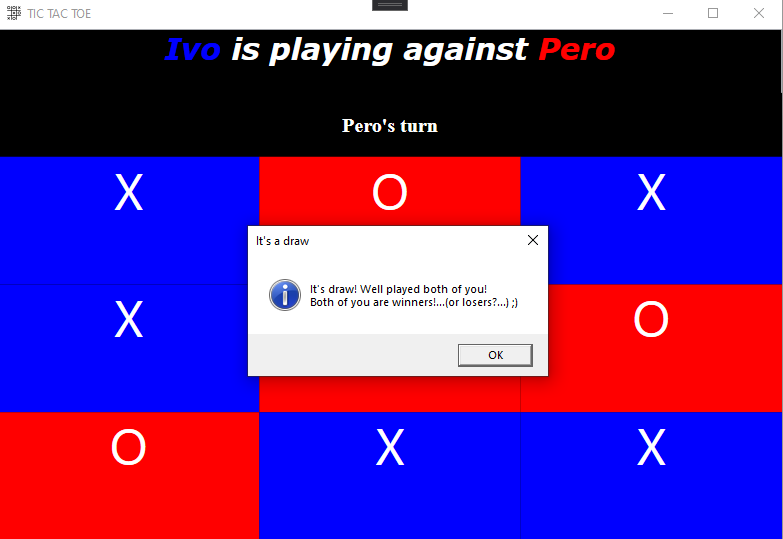 TIC TAC TOE
Ivo is playing against Pero
Pero's turn
X O X
It's a draw
It's draw! Well played both of you!
Both of you are winners!...(or losers?...) ;)
X O
OK
O X X